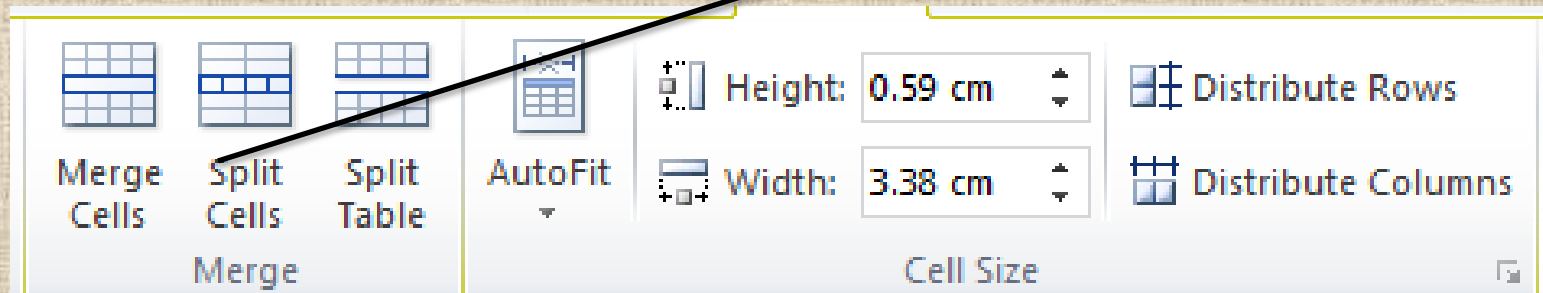 Merge Cells
Split Cells
Split Table
AutoFit
Height: 0.59 cm
Width: 3.38 cm
Distribute Rows
Distribute Columns
Merge
Cell Size